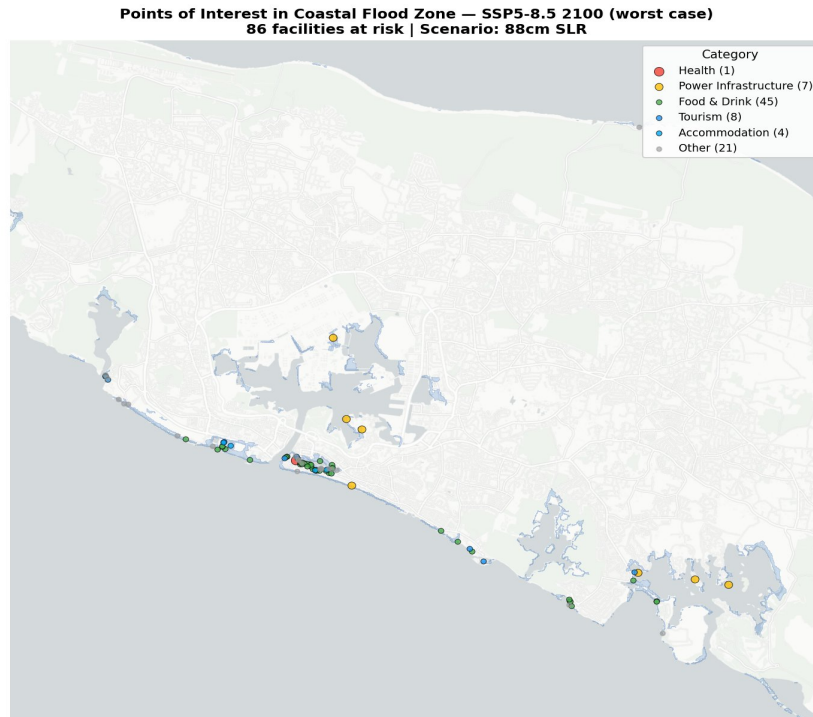 Points of Interest in Coastal Flood Zone — SSP5-8.5 2100 (worst case)
86 facilities at risk | Scenario: 88cm SLR
Category
Health (1)
Power Infrastructure (7)
Food & Drink (45)
Tourism (8)
Accommodation (4)
Other (21)